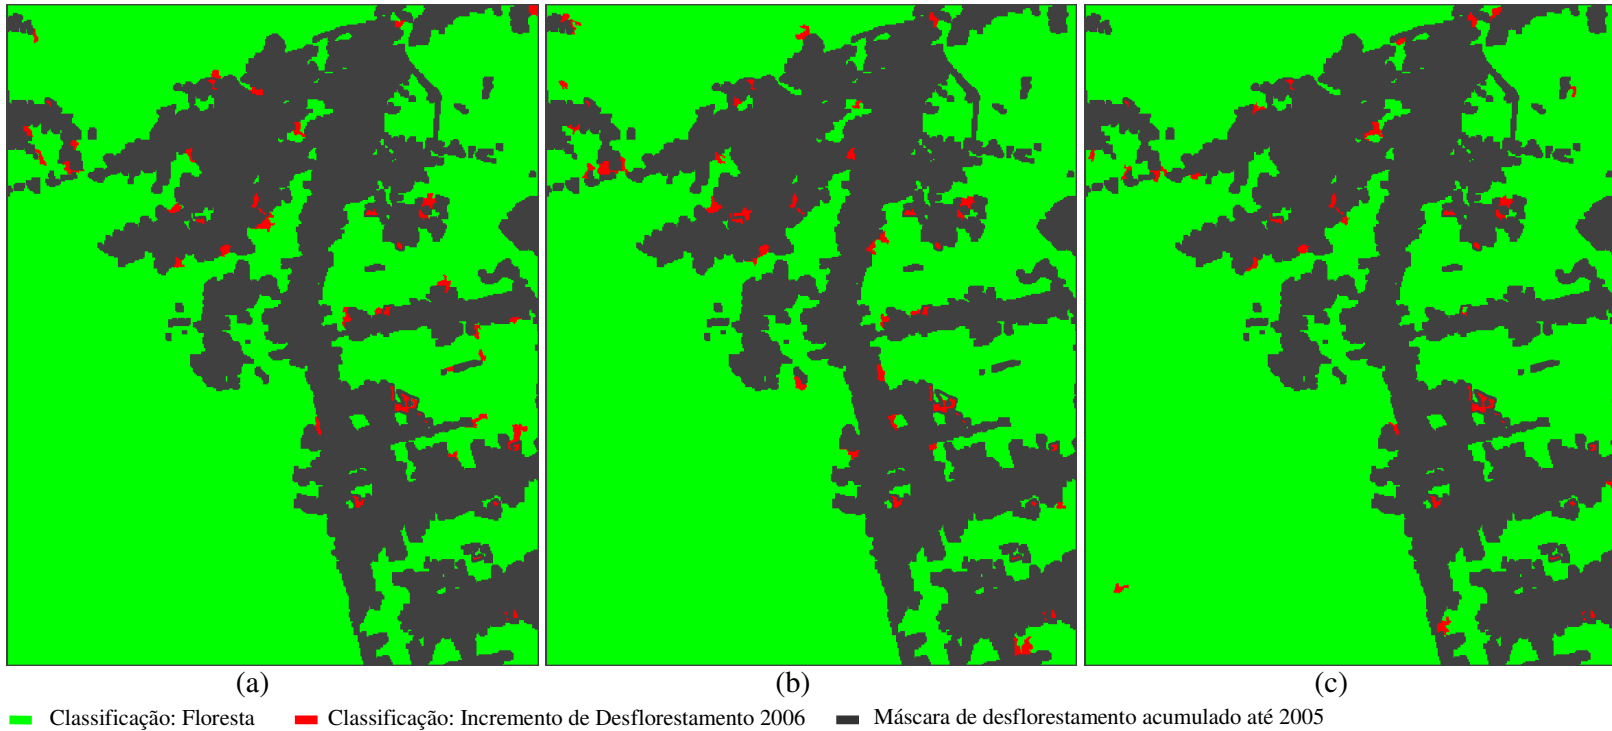 (a) (b) (c)
Classificação: Floresta Classificação: Incremento de Desflorestamento 2006 Máscara de desflorestamento acumulado até 2005